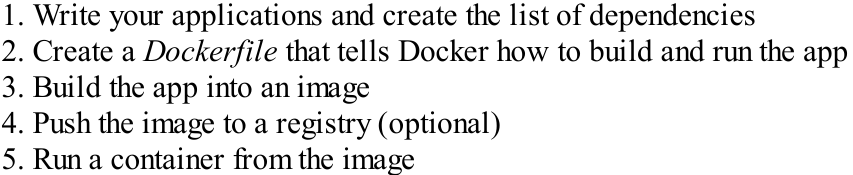 1. Write your applications and create the list of dependencies
2. Create a Dockerfile that tells Docker how to build and run the app
3. Build the app into an image
4. Push the image to a registry (optional)
5. Run a container from the image